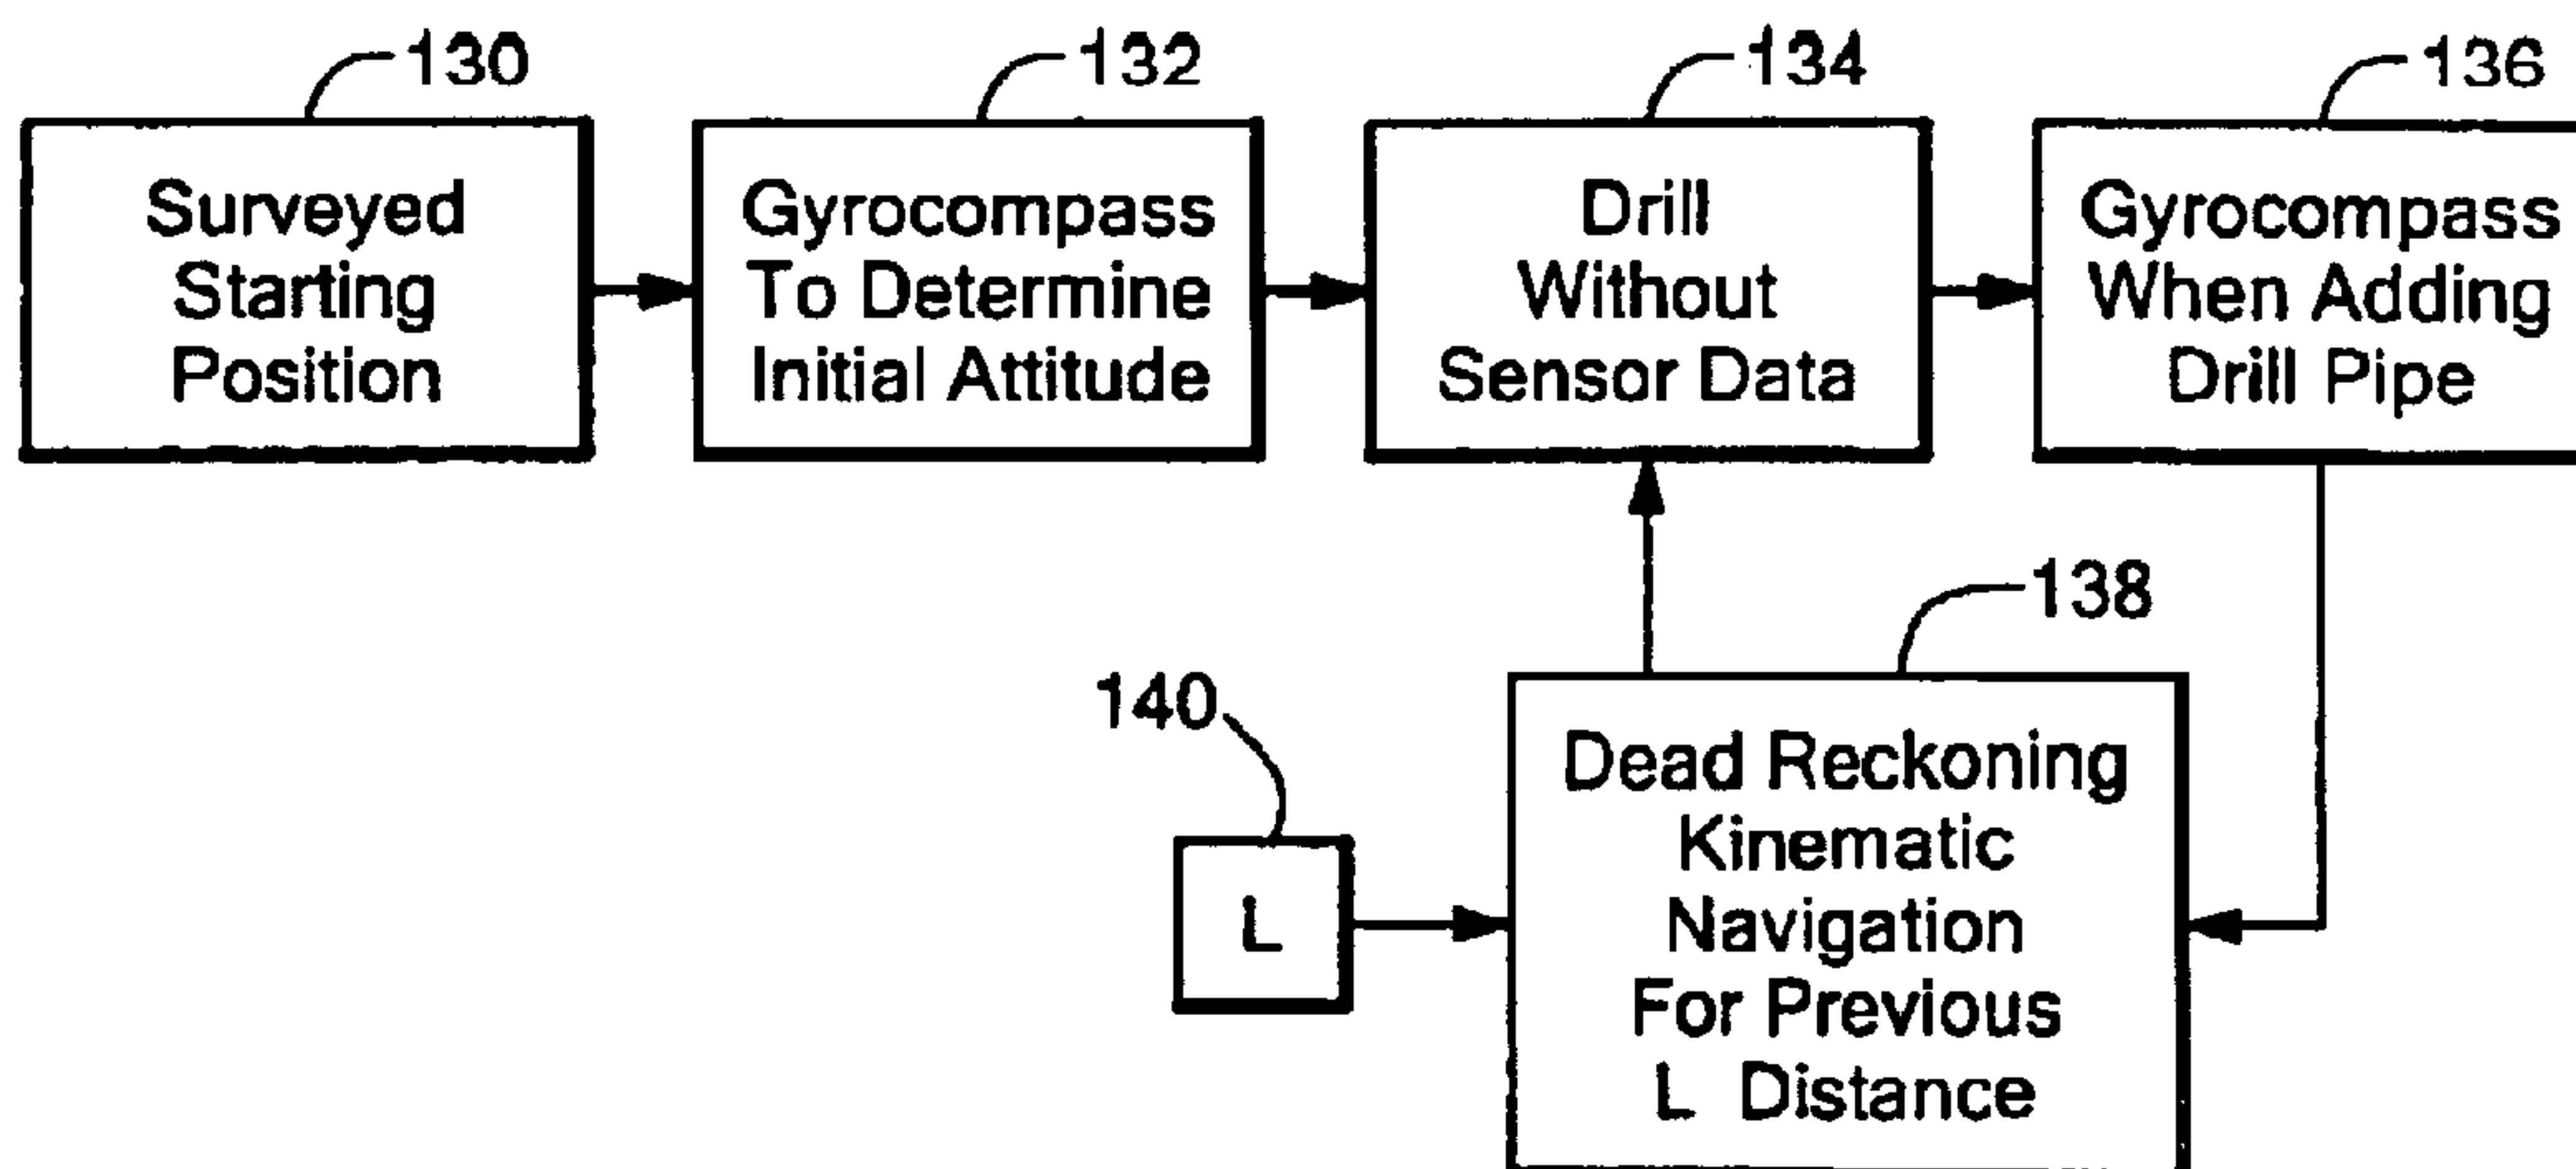 130
Surveyed
Starting
Position
132
Gyrocompass
To Determine
Initial Attitude
134
Drill
Without
Sensor Data
136
Gyrocompass
When Adding
Drill Pipe
138
Dead Reckoning
Kinematic
Navigation
For Previous
L Distance
140
L